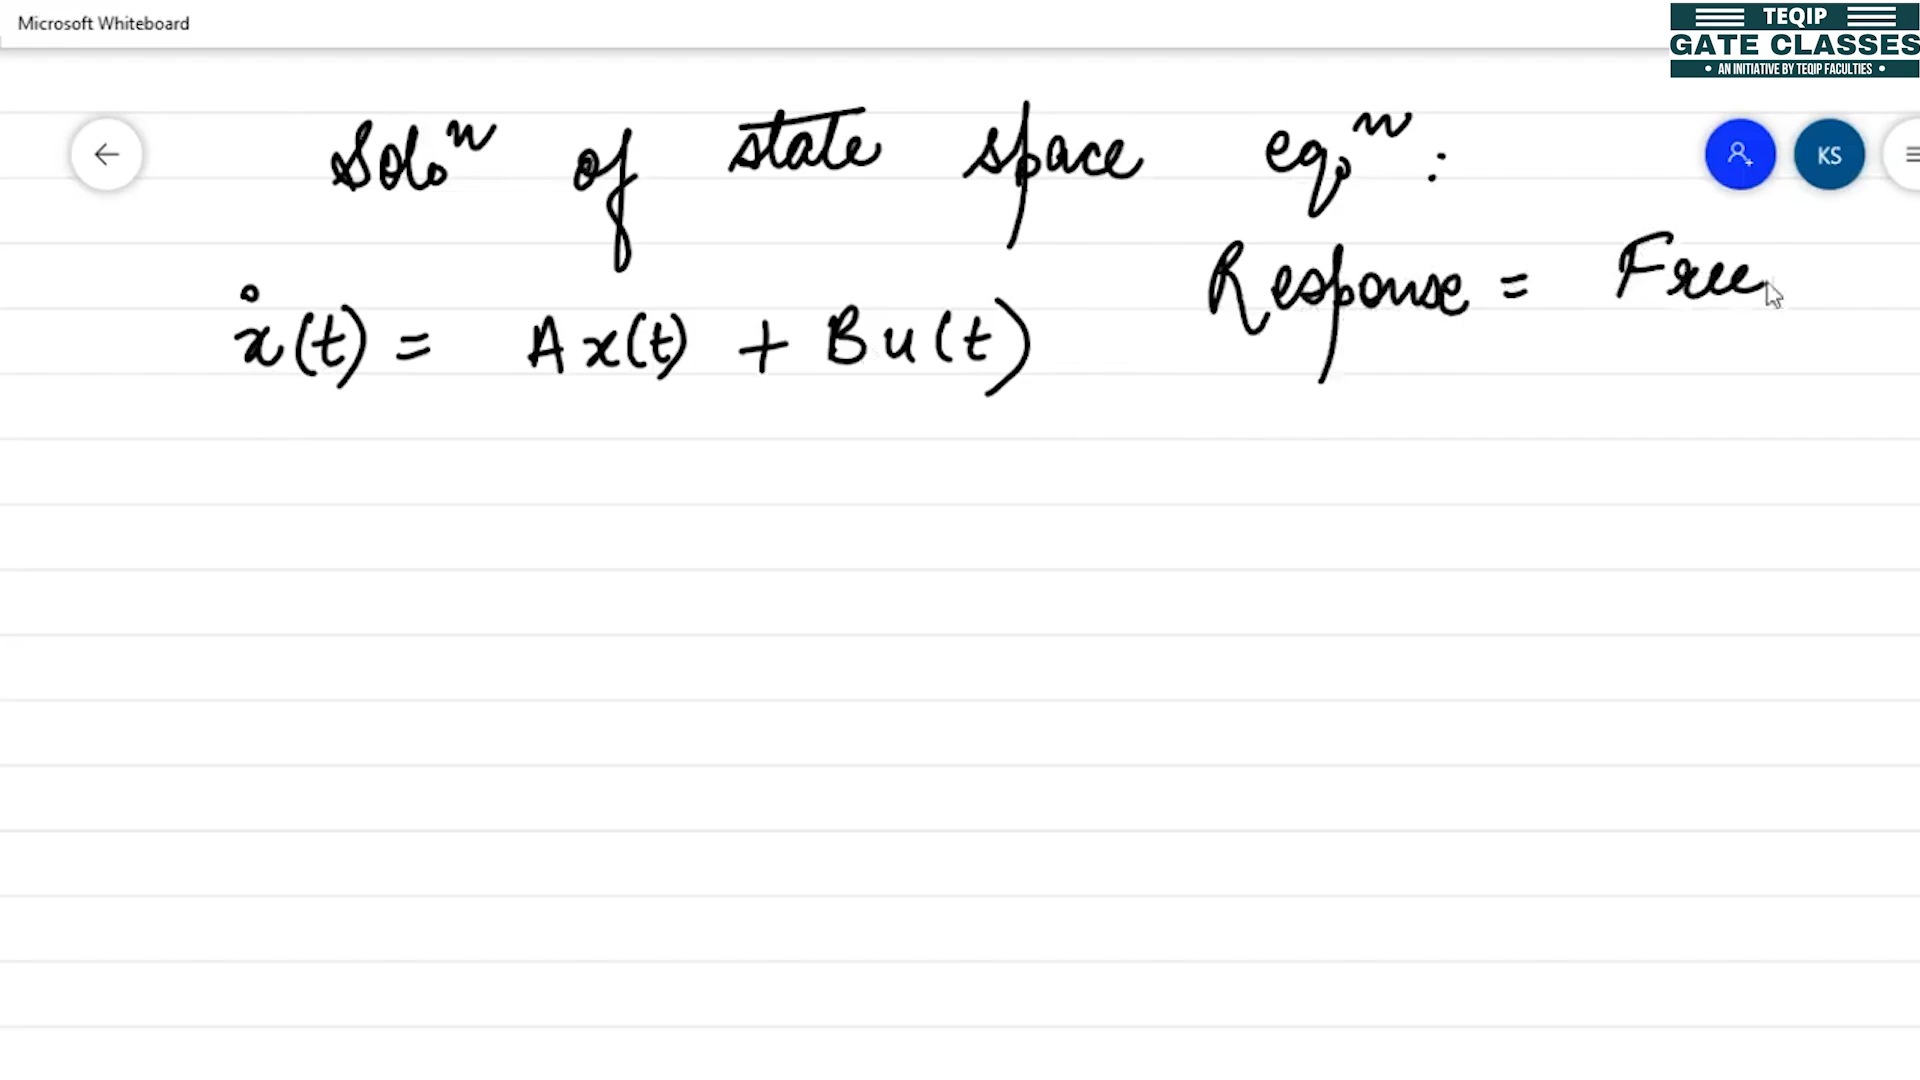 Microsoft Whiteboard
TEQIP
GATE CLASSES
• AN INITIATIVE BY TEQIP FACULTIES •
Solⁿ of state space eqⁿ :
KS
Response = Free
ẋ(t) = Ax(t) + Bu(t)